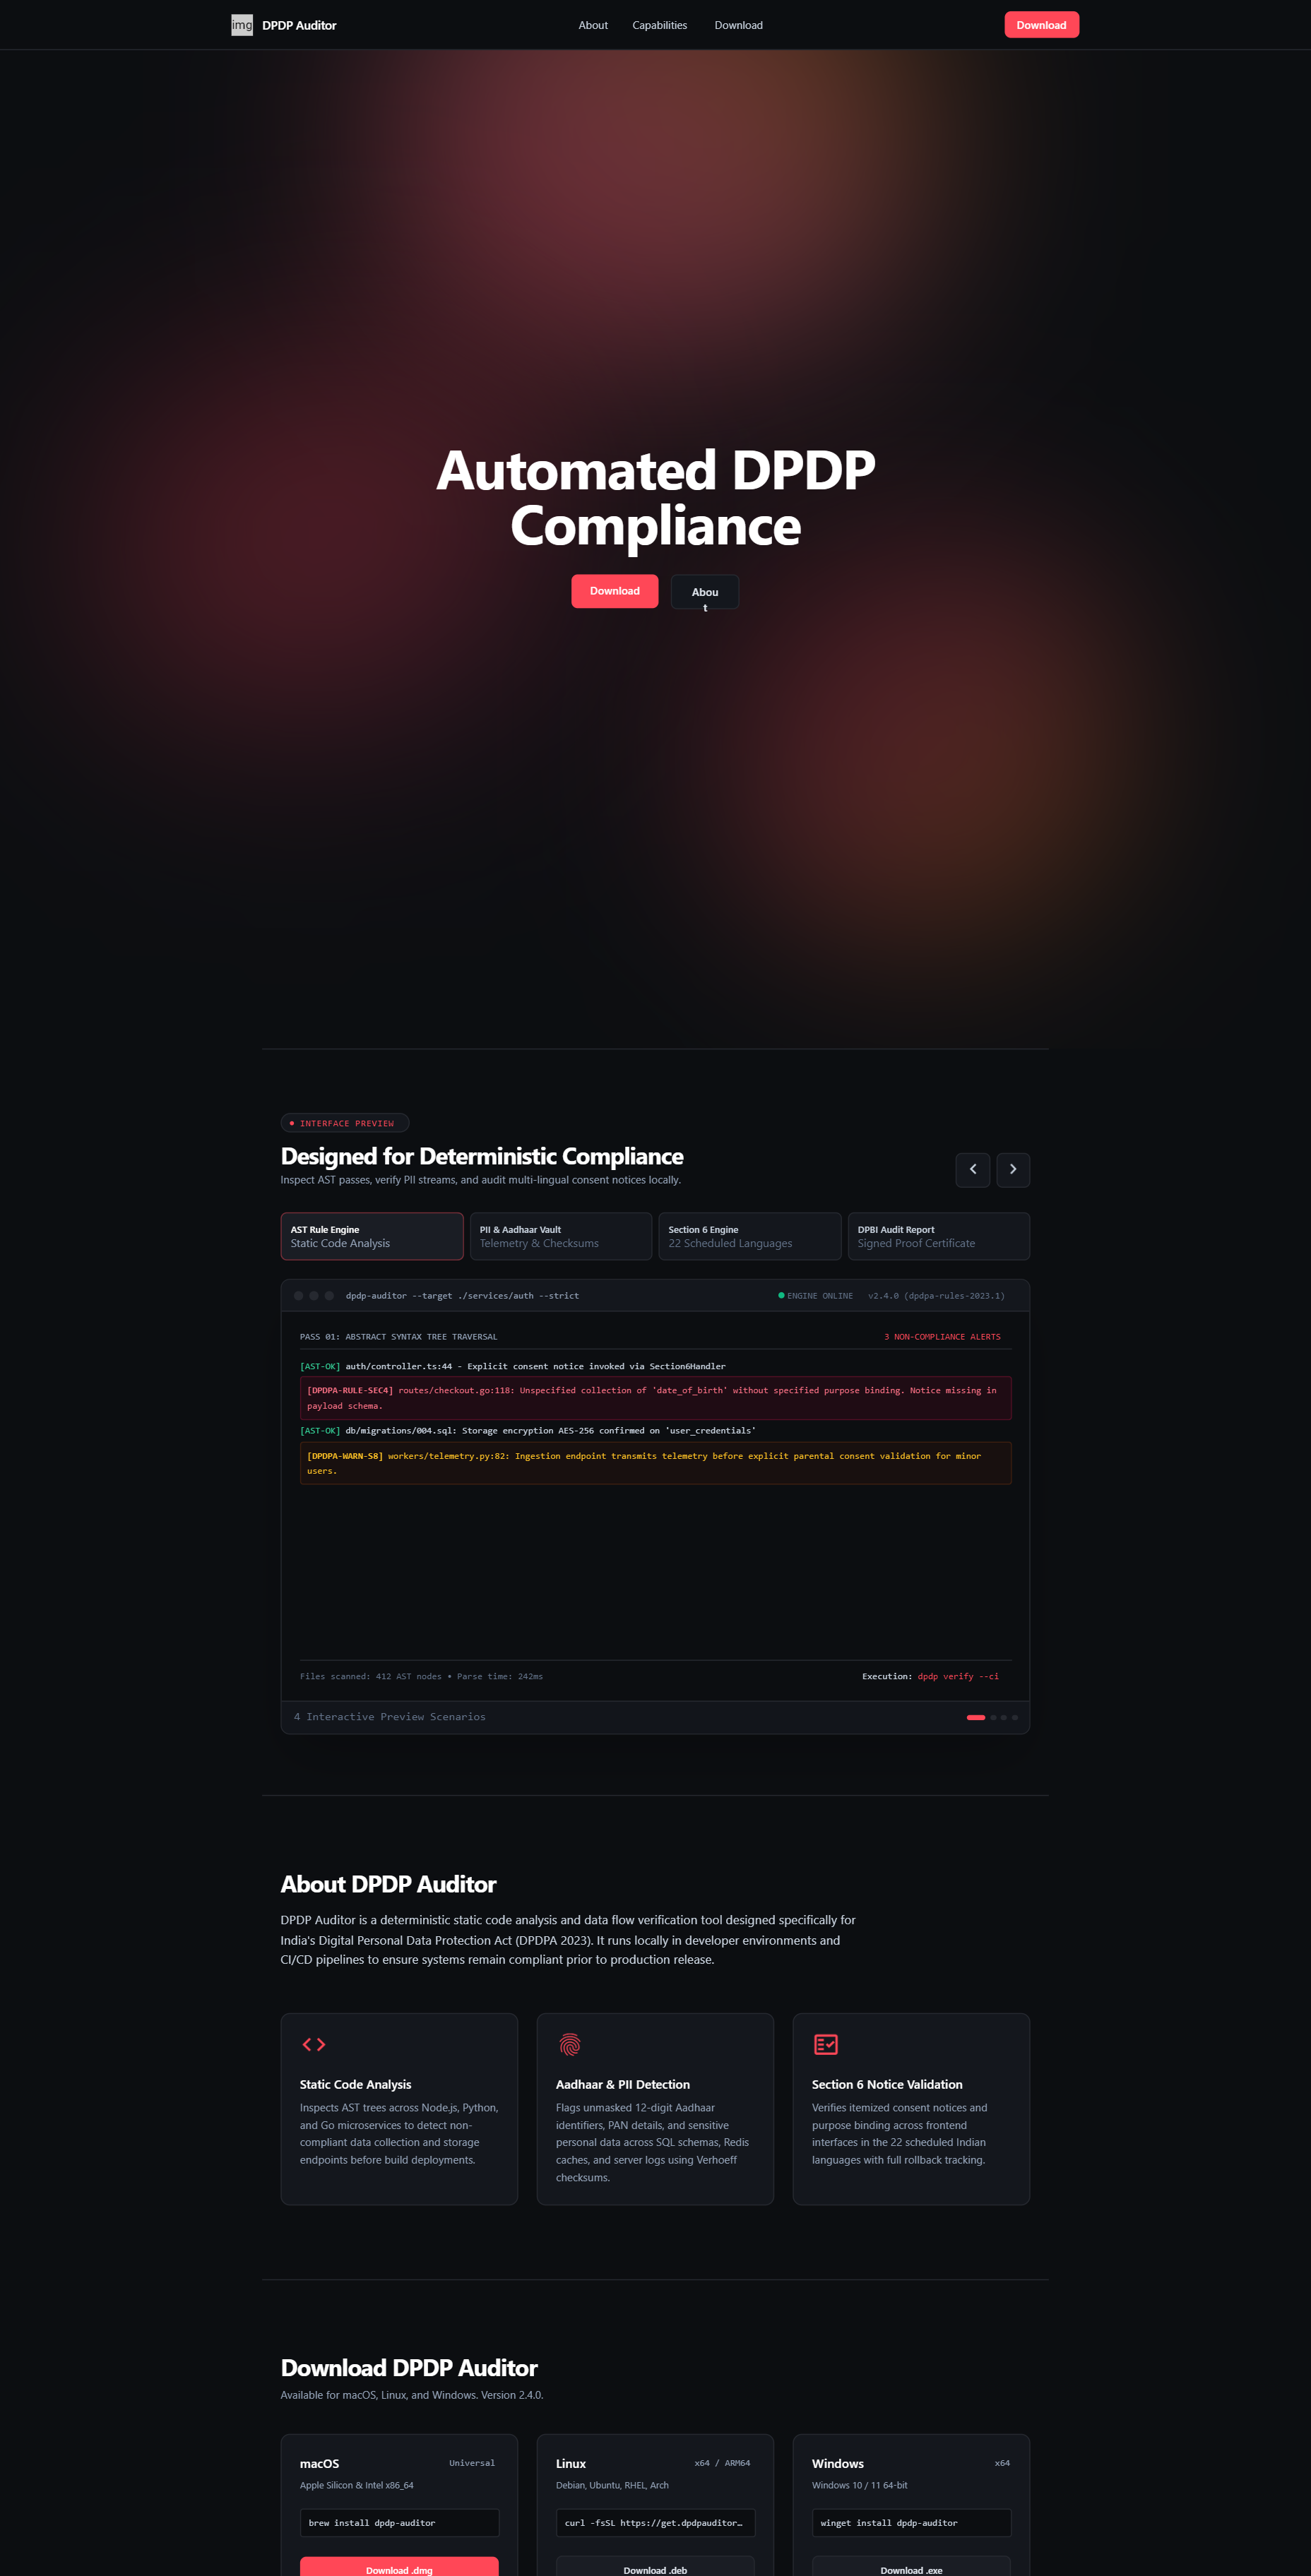 img DPDP Auditor About Capabilities Download Download
Automated DPDP
Compliance
Download Abou
t
INTERFACE PREVIEW
Designed for Deterministic Compliance
Inspect AST passes, verify PII streams, and audit multi-lingual consent notices locally.
AST Rule Engine
Static Code Analysis
PII & Aadhaar Vault
Telemetry & Checksums
Section 6 Engine
22 Scheduled Languages
DPBI Audit Report
Signed Proof Certificate
dpdp-auditor --target ./services/auth --strict ENGINE ONLINE v2.4.0 (dpdpa-rules-2023.1)
PASS 01: ABSTRACT SYNTAX TREE TRAVERSAL 3 NON-COMPLIANCE ALERTS
[AST-OK] auth/controller.ts:44 - Explicit consent notice invoked via Section6Handler
[DPDPA-RULE-SEC4] routes/checkout.go:118: Unspecified collection of 'date_of_birth' without specified purpose binding. Notice missing in
payload schema.
[AST-OK] db/migrations/004.sql: Storage encryption AES-256 confirmed on 'user_credentials'
[DPDPA-WARN-S8] workers/telemetry.py:82: Ingestion endpoint transmits telemetry before explicit parental consent validation for minor
users.
Files scanned: 412 AST nodes • Parse time: 242ms Execution: dpdp verify --ci
4 Interactive Preview Scenarios
About DPDP Auditor
DPDP Auditor is a deterministic static code analysis and data flow verification tool designed specifically for
India's Digital Personal Data Protection Act (DPDPA 2023). It runs locally in developer environments and
CI/CD pipelines to ensure systems remain compliant prior to production release.
Static Code Analysis
Inspects AST trees across Node.js, Python,
and Go microservices to detect non-
compliant data collection and storage
endpoints before build deployments.
Aadhaar & PII Detection
Flags unmasked 12-digit Aadhaar
identifiers, PAN details, and sensitive
personal data across SQL schemas, Redis
caches, and server logs using Verhoeff
checksums.
Section 6 Notice Validation
Verifies itemized consent notices and
purpose binding across frontend
interfaces in the 22 scheduled Indian
languages with full rollback tracking.
Download DPDP Auditor
Available for macOS, Linux, and Windows. Version 2.4.0.
macOS Universal
Apple Silicon & Intel x86_64
brew install dpdp-auditor
Download .dmg
Linux x64 / ARM64
Debian, Ubuntu, RHEL, Arch
curl -fsSL https://get.dpdpauditor…
Download .deb
Windows x64
Windows 10 / 11 64-bit
winget install dpdp-auditor
Download .exe